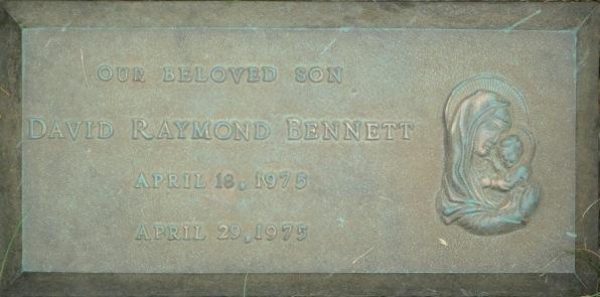 OUR BELOVED SON
DAVID RAYMOND BENNETT
APRIL 18, 1975
APRIL 29, 1975